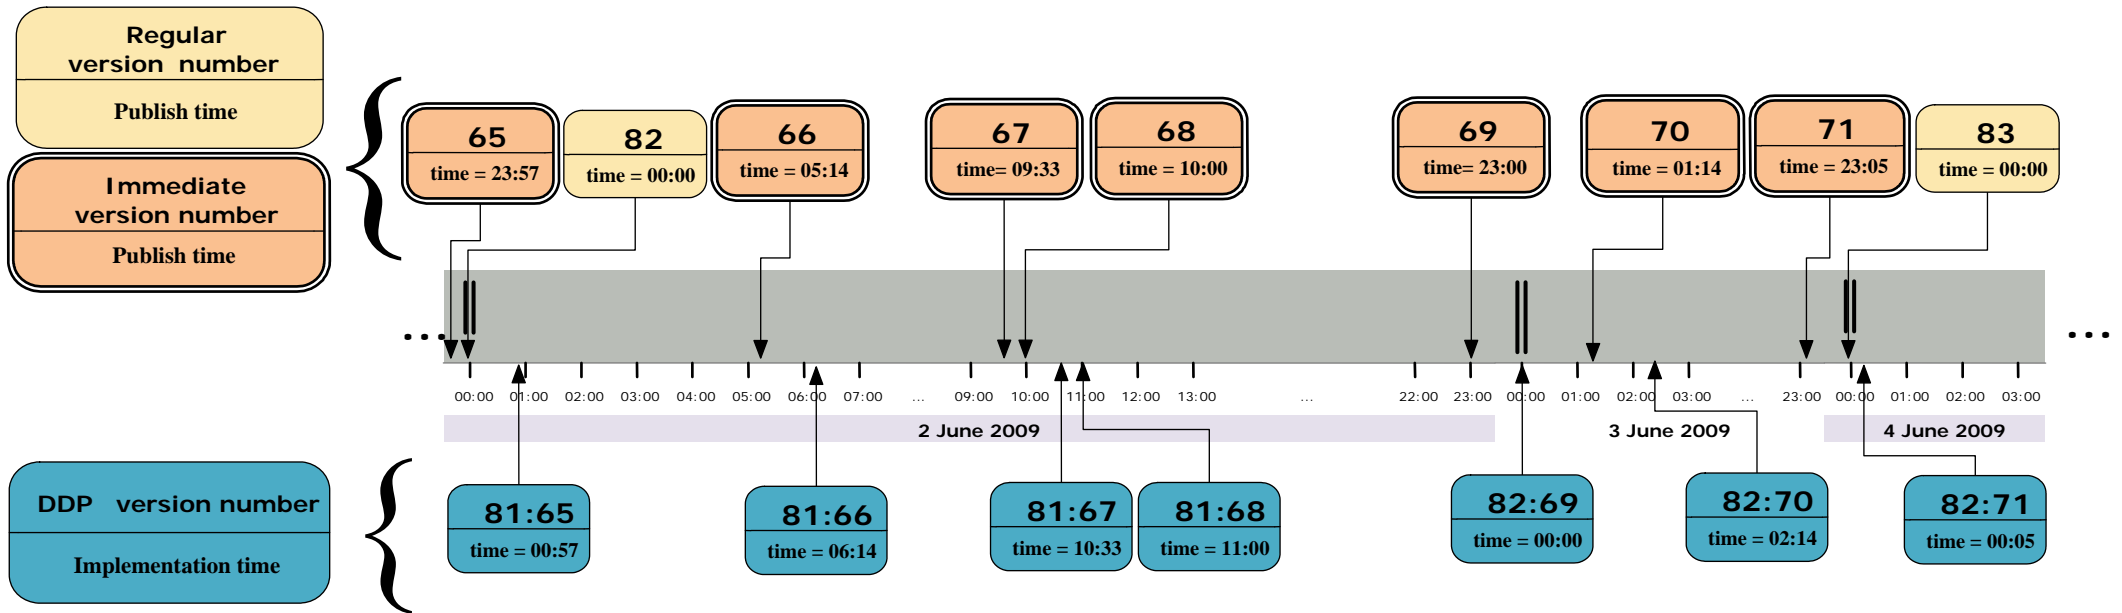 Regular
version number
Publish time
Immediate
version number
Publish time
65
time = 23:57
82
time = 00:00
66
time = 05:14
67
time= 09:33
68
time = 10:00
69
time= 23:00
70
time = 01:14
71
time = 23:05
83
time = 00:00
...
...
00:00 01:00 02:00 03:00 04:00 05:00 06:00 07:00 ... 09:00 10:00 11:00 12:00 13:00 ... 22:00 23:00 00:00 01:00 02:00 03:00 ... 23:00 00:00 01:00 02:00 03:00
2 June 2009 3 June 2009 4 June 2009
DDP version number
Implementation time
81:65
time = 00:57
81:66
time = 06:14
81:67
time = 10:33
81:68
time = 11:00
82:69
time = 00:00
82:70
time = 02:14
82:71
time = 00:05